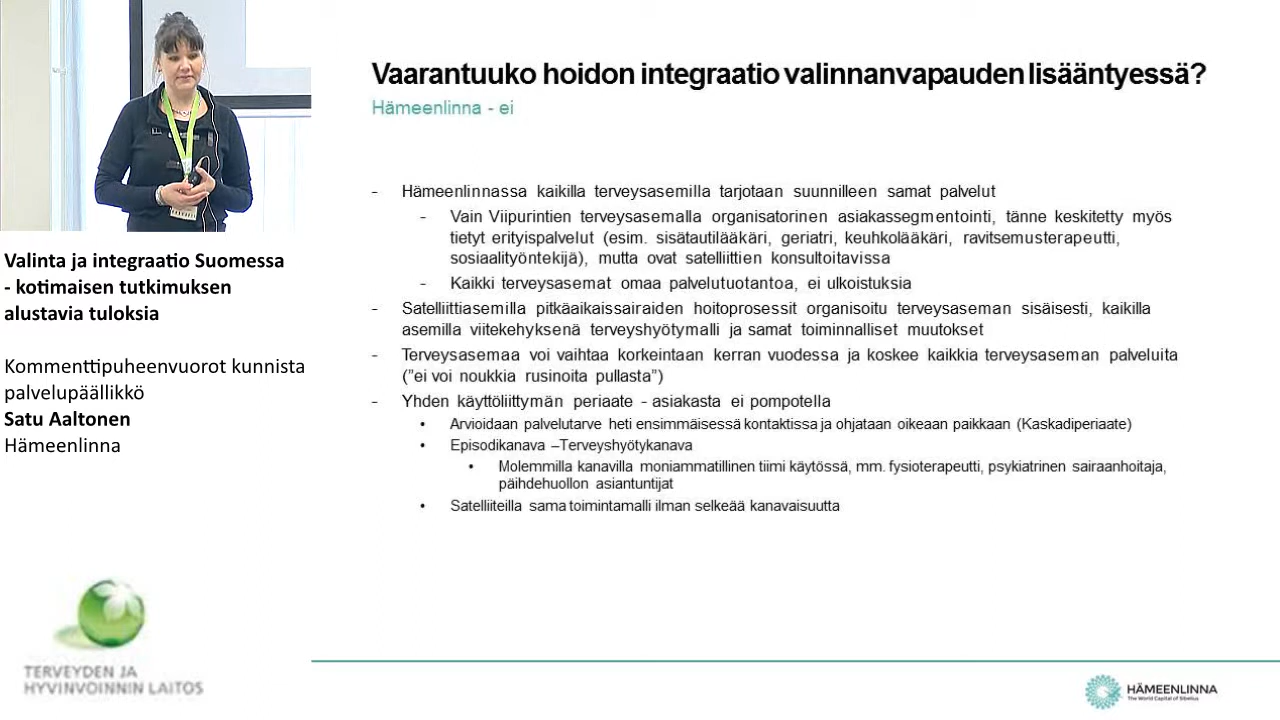 Valinta ja integraatio Suomessa
- kotimaisen tutkimuksen
alustavia tuloksia
Kommenttipuheenvuorot kunnista
palvelupäällikkö
Satu Aaltonen
Hämeenlinna
TERVEYDEN JA
HYVINVOINNIN LAITOS
Vaarantuuko hoidon integraatio valinnanvapauden lisääntyessä?
Hämeenlinna - ei
- Hämeenlinnassa kaikilla terveysasemilla tarjotaan suunnilleen samat palvelut
- Vain Viipurintien terveysasemalla organisatorinen asiakassegmentointi, tänne keskitetty myös
tietyt erityispalvelut (esim. sisätautilääkäri, geriatri, keuhkolääkäri, ravitsemusterapeutti,
sosiaalityöntekijä), mutta ovat satelliittien konsultoitavissa
- Kaikki terveysasemat omaa palvelutuotantoa, ei ulkoistuksia
- Satelliittiasemilla pitkäaikaissairaiden hoitoprosessit organisoitu terveysaseman sisäisesti, kaikilla
asemilla viitekehyksenä terveyshyötymalli ja samat toiminnalliset muutokset
- Terveysasemaa voi vaihtaa korkeintaan kerran vuodessa ja koskee kaikkia terveysaseman palveluita
(”ei voi noukkia rusinoita pullasta”)
- Yhden käyttöliittymän periaate - asiakasta ei pompotella
• Arvioidaan palvelutarve heti ensimmäisessä kontaktissa ja ohjataan oikeaan paikkaan (Kaskadiperiaate)
• Episodikanava –Terveyshyötykanava
• Molemmilla kanavilla moniammatillinen tiimi käytössä, mm. fysioterapeutti, psykiatrinen sairaanhoitaja,
päihdehuollon asiantuntijat
• Satelliiteilla sama toimintamalli ilman selkeää kanavaisuutta
HÄMEENLINNA
The World Capital of Sibelius